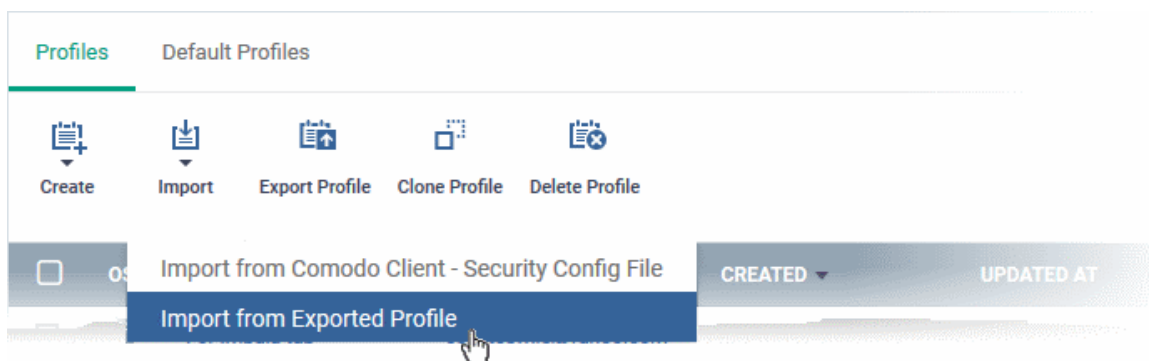 Profiles Default Profiles
Create Import Export Profile Clone Profile Delete Profile
OS CREATED UPDATED AT
Import from Comodo Client - Security Config File
Import from Exported Profile